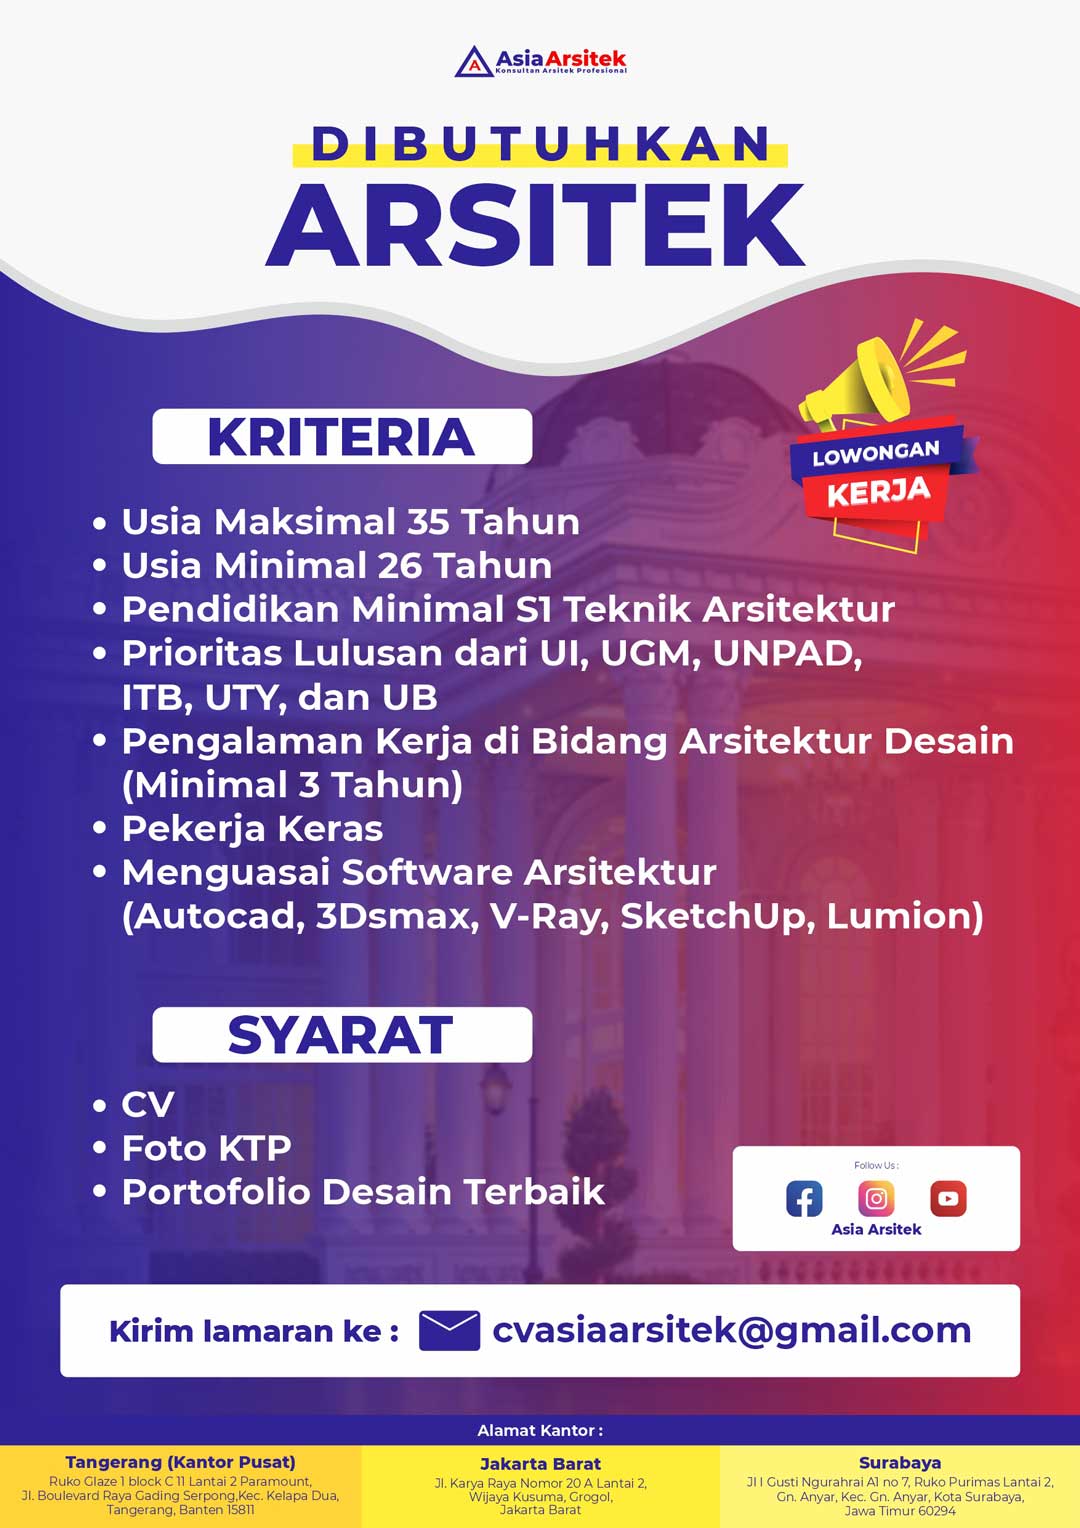 AsiaArsitek
Konsultan Arsitek Profesional
DIBUTUHKAN
ARSITEK
LOWONGAN
KERJA
KRITERIA
• Usia Maksimal 35 Tahun
• Usia Minimal 26 Tahun
• Pendidikan Minimal S1 Teknik Arsitektur
• Prioritas Lulusan dari UI, UGM, UNPAD,
ITB, UTY, dan UB
• Pengalaman Kerja di Bidang Arsitektur Desain
(Minimal 3 Tahun)
• Pekerja Keras
• Menguasai Software Arsitektur
(Autocad, 3Dsmax, V-Ray, SketchUp, Lumion)
SYARAT
• CV
• Foto KTP
• Portofolio Desain Terbaik
Follow Us :
Asia Arsitek
Kirim lamaran ke : cvasiaarsitek@gmail.com
Alamat Kantor :
Tangerang (Kantor Pusat)
Ruko Glaze 1 block C 11 Lantai 2 Paramount,
Jl. Boulevard Raya Gading Serpong,Kec. Kelapa Dua,
Tangerang, Banten 15811
Jakarta Barat
Jl. Karya Raya Nomor 20 A Lantai 2,
Wijaya Kusuma, Grogol,
Jakarta Barat
Surabaya
Jl I Gusti Ngurahrai A1 no 7, Ruko Purimas Lantai 2,
Gn. Anyar, Kec. Gn. Anyar, Kota Surabaya,
Jawa Timur 60294